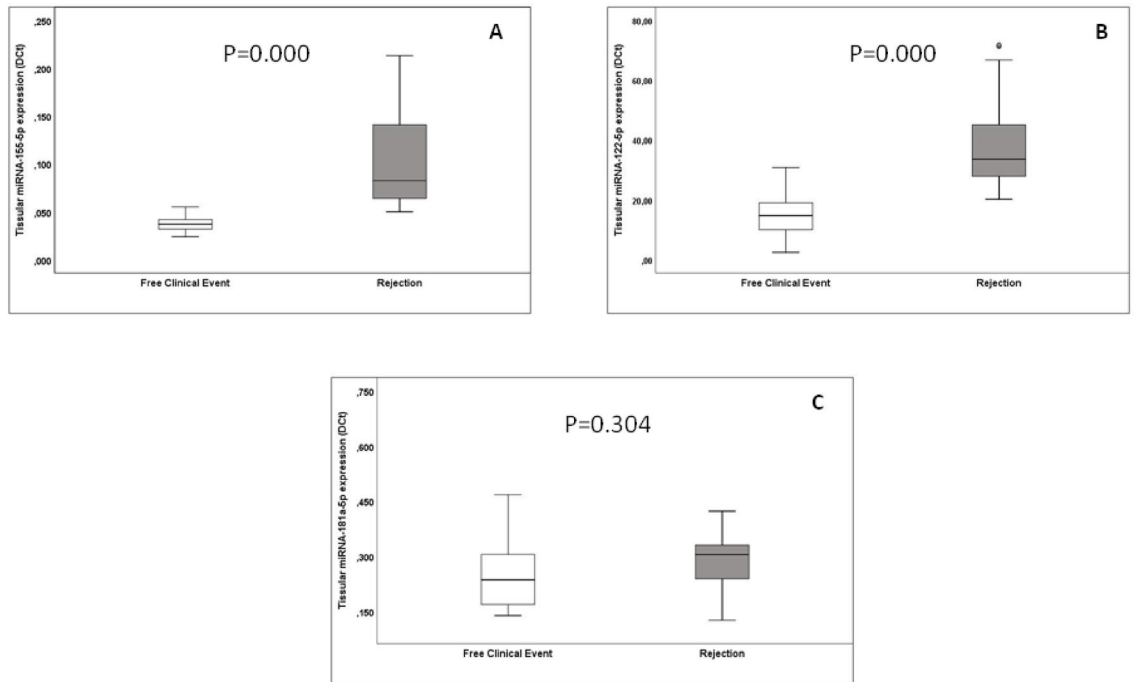 A
P=0.000
Tissular miRNA-155-5p expression (DCt)
,250
,200
,150
,100
,050
,000
Free Clinical Event
Rejection
B
P=0.000
Tissular miRNA-122-5p expression (DCt)
80,00
60,00
40,00
20,00
,00
Free Clinical Event
Rejection
C
P=0.304
Tissular miRNA-181a-5p expression (DCt)
,750
,600
,450
,300
,150
Free Clinical Event
Rejection